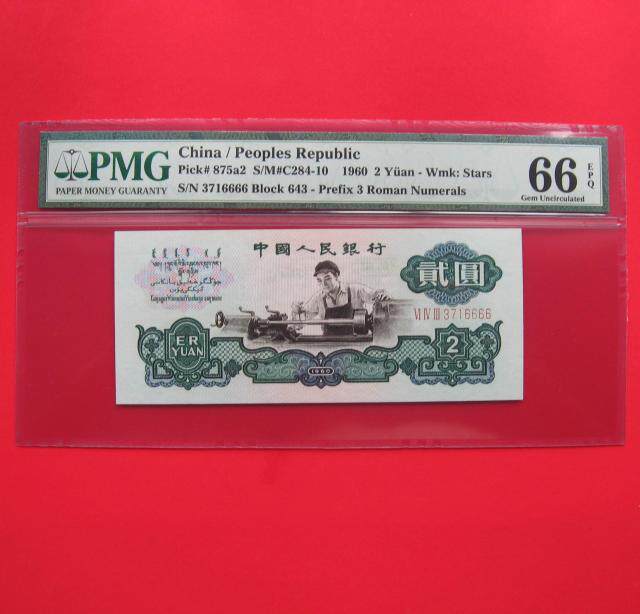 PMG
PAPER MONEY GUARANTY
China / Peoples Republic
Pick# 875a2 S/M#C284-10 1960 2 Yüan - Wmk: Stars
S/N 3716666 Block 643 - Prefix 3 Roman Numerals
66 EPQ
Gem Uncirculated
中國人民銀行
貳圓
VI IV III 3716666
ER
YUAN
2
1960